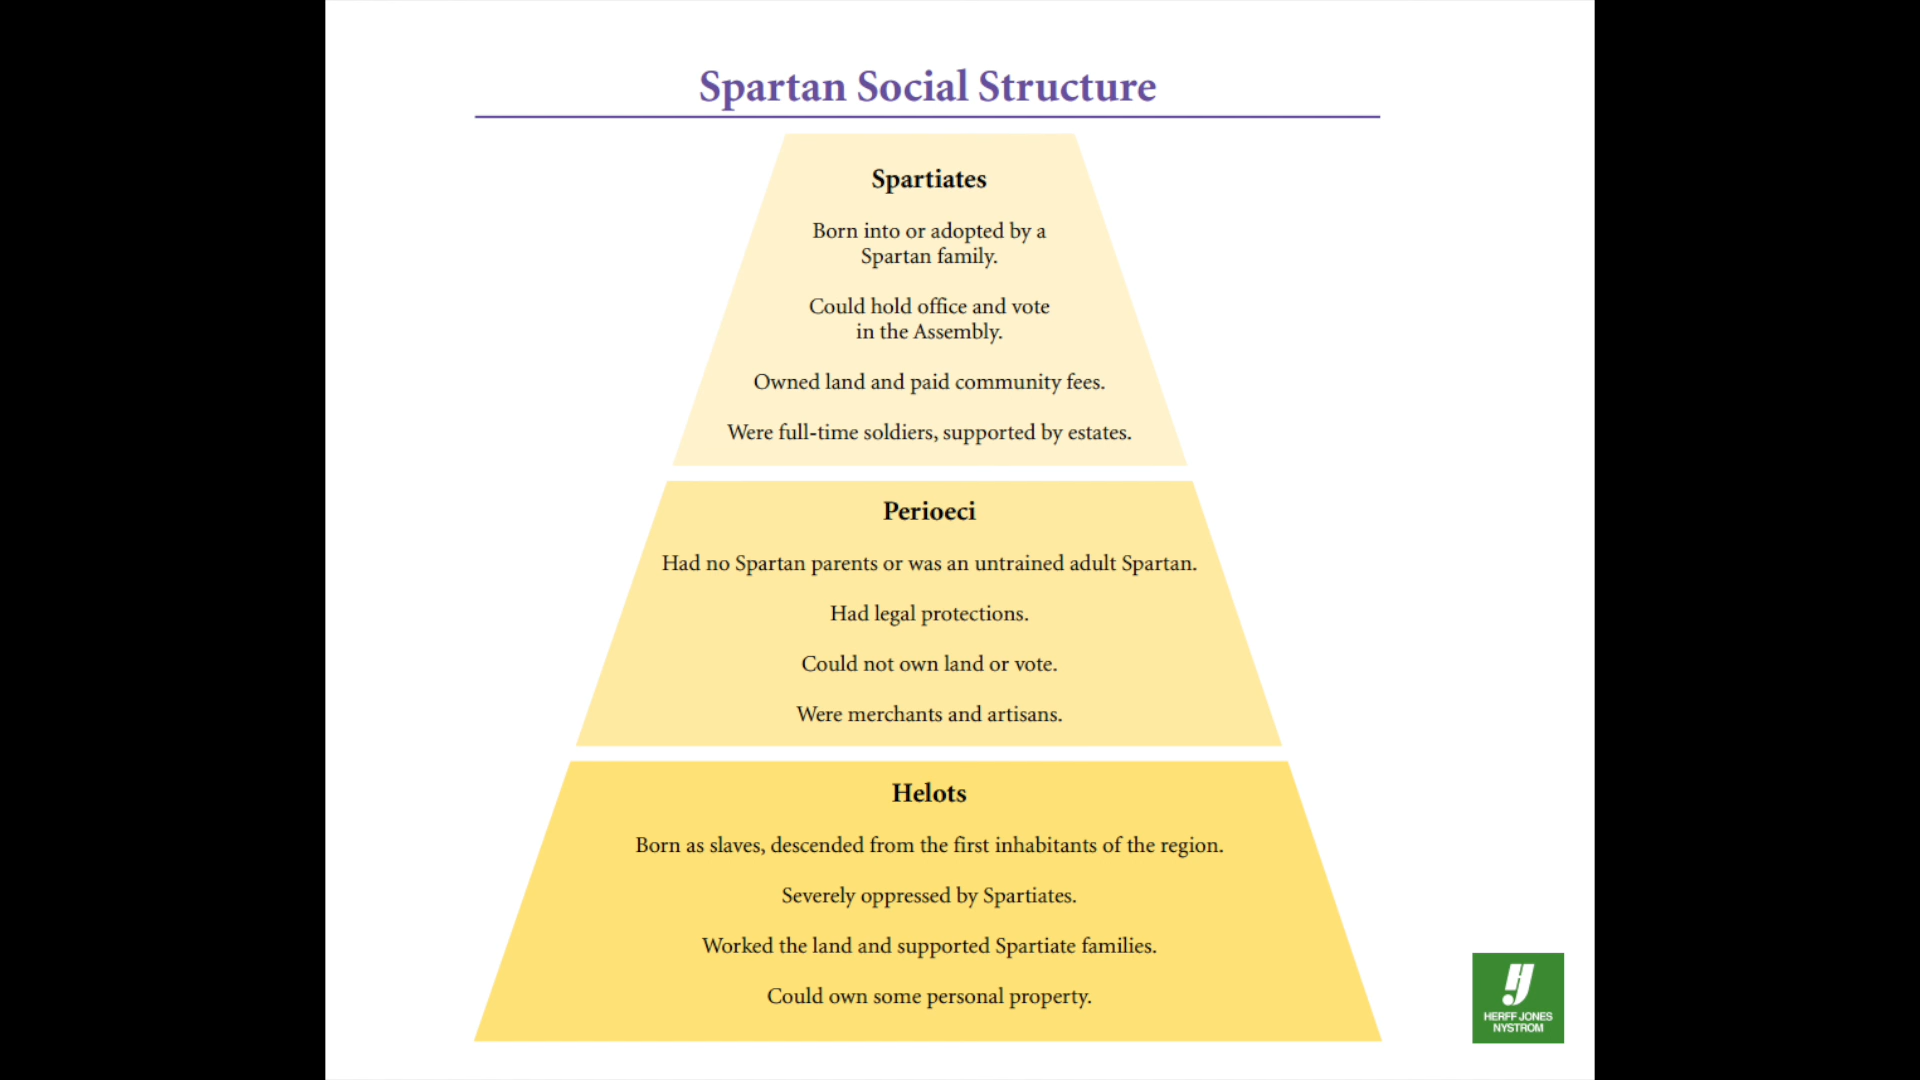 Spartan Social Structure
Spartiates
Born into or adopted by a
Spartan family.
Could hold office and vote
in the Assembly.
Owned land and paid community fees.
Were full-time soldiers, supported by estates.
Perioeci
Had no Spartan parents or was an untrained adult Spartan.
Had legal protections.
Could not own land or vote.
Were merchants and artisans.
Helots
Born as slaves, descended from the first inhabitants of the region.
Severely oppressed by Spartiates.
Worked the land and supported Spartiate families.
Could own some personal property.
HJ
HERFF JONES
NYSTROM